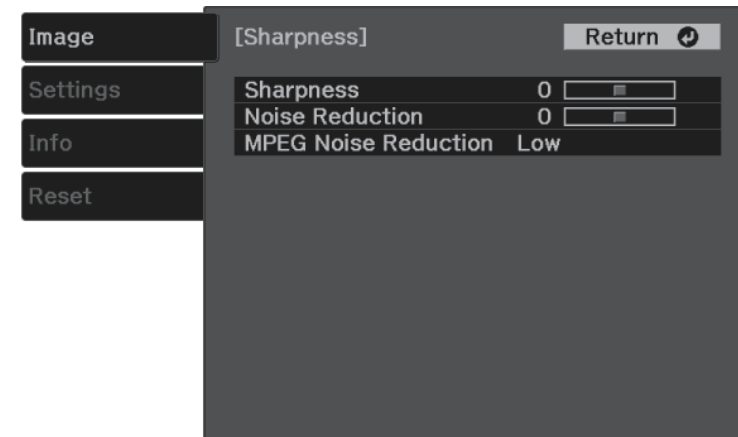 Image
Settings
Info
Reset
[Sharpness]
Return
Sharpness 0
Noise Reduction 0
MPEG Noise Reduction Low